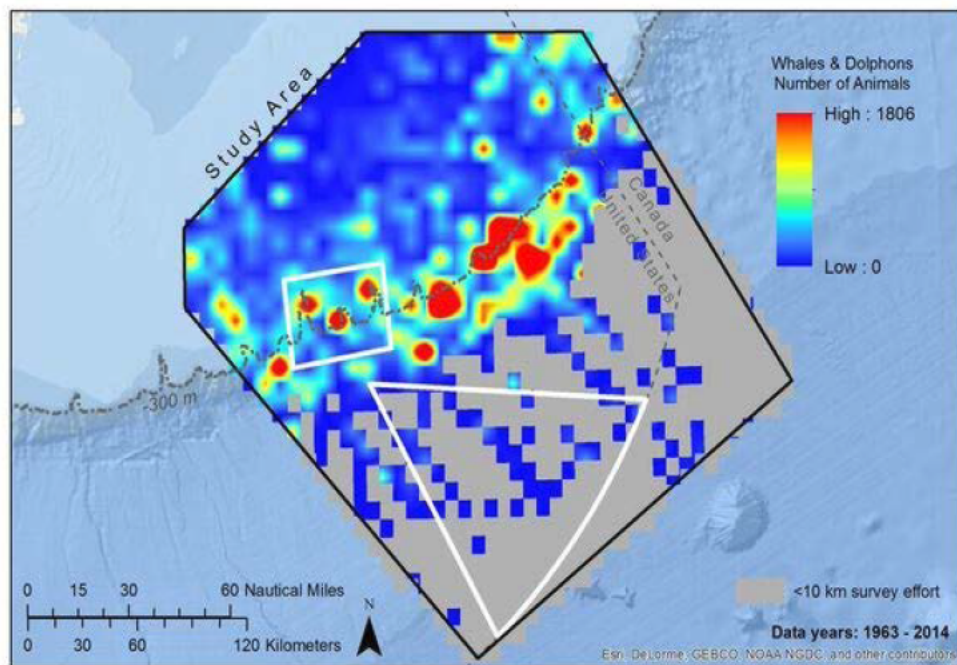 Study Area
Whales & Dolphons
Number of Animals
High : 1806
Low : 0
Canada
United States
-300 m
0 15 30 60 Nautical Miles
0 30 60 120 Kilometers
N
<10 km survey effort
Data years: 1963 - 2014
Esri, DeLorme, GEBCO, NOAA NGDC, and other contributors